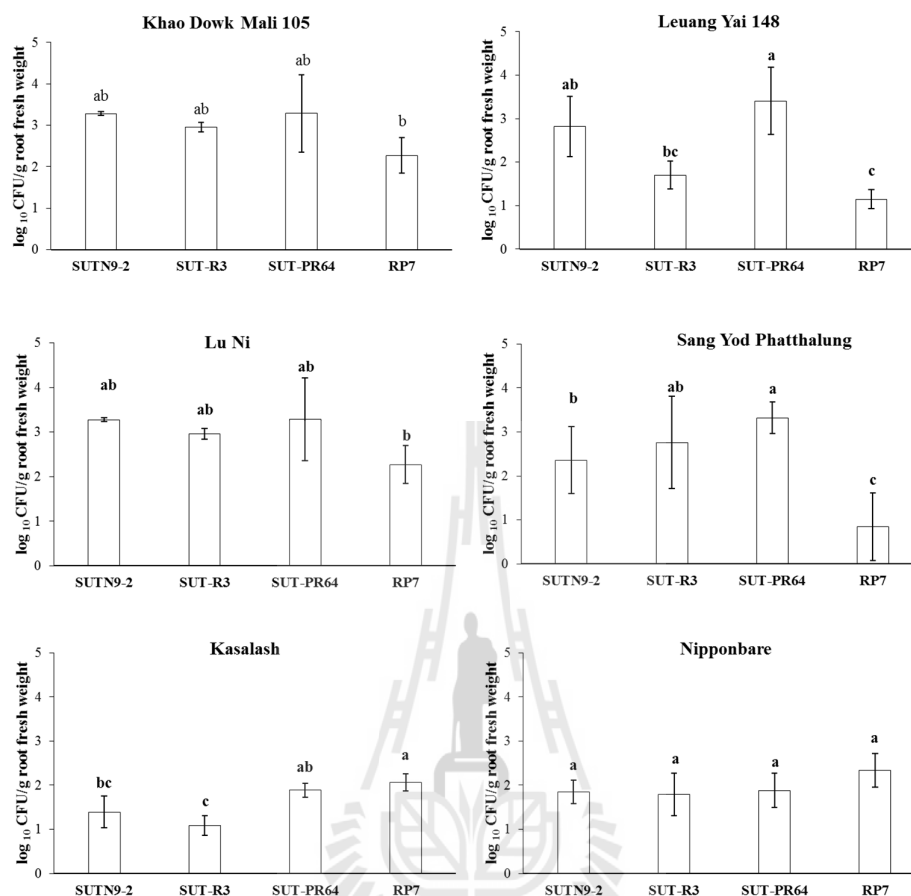 Khao Dowk Mali 105
log 10 CFU/g root fresh weight
5
4
3
2
1
0
ab
ab
ab
b
SUTN9-2 SUT-R3 SUT-PR64 RP7
Leuang Yai 148
log 10 CFU/g root fresh weight
5
4
3
2
1
0
ab
bc
a
c
SUTN9-2 SUT-R3 SUT-PR64 RP7
Lu Ni
log 10 CFU/g root fresh weight
5
4
3
2
1
0
ab
ab
ab
b
SUTN9-2 SUT-R3 SUT-PR64 RP7
Sang Yod Phatthalung
log 10 CFU/g root fresh weight
5
4
3
2
1
0
b
ab
a
c
SUTN9-2 SUT-R3 SUT-PR64 RP7
Kasalash
log 10 CFU/g root fresh weight
5
4
3
2
1
0
bc
c
ab
a
SUTN9-2 SUT-R3 SUT-PR64 RP7
Nipponbare
log 10 CFU/g root fresh weight
5
4
3
2
1
0
a
a
a
a
SUTN9-2 SUT-R3 SUT-PR64 RP7